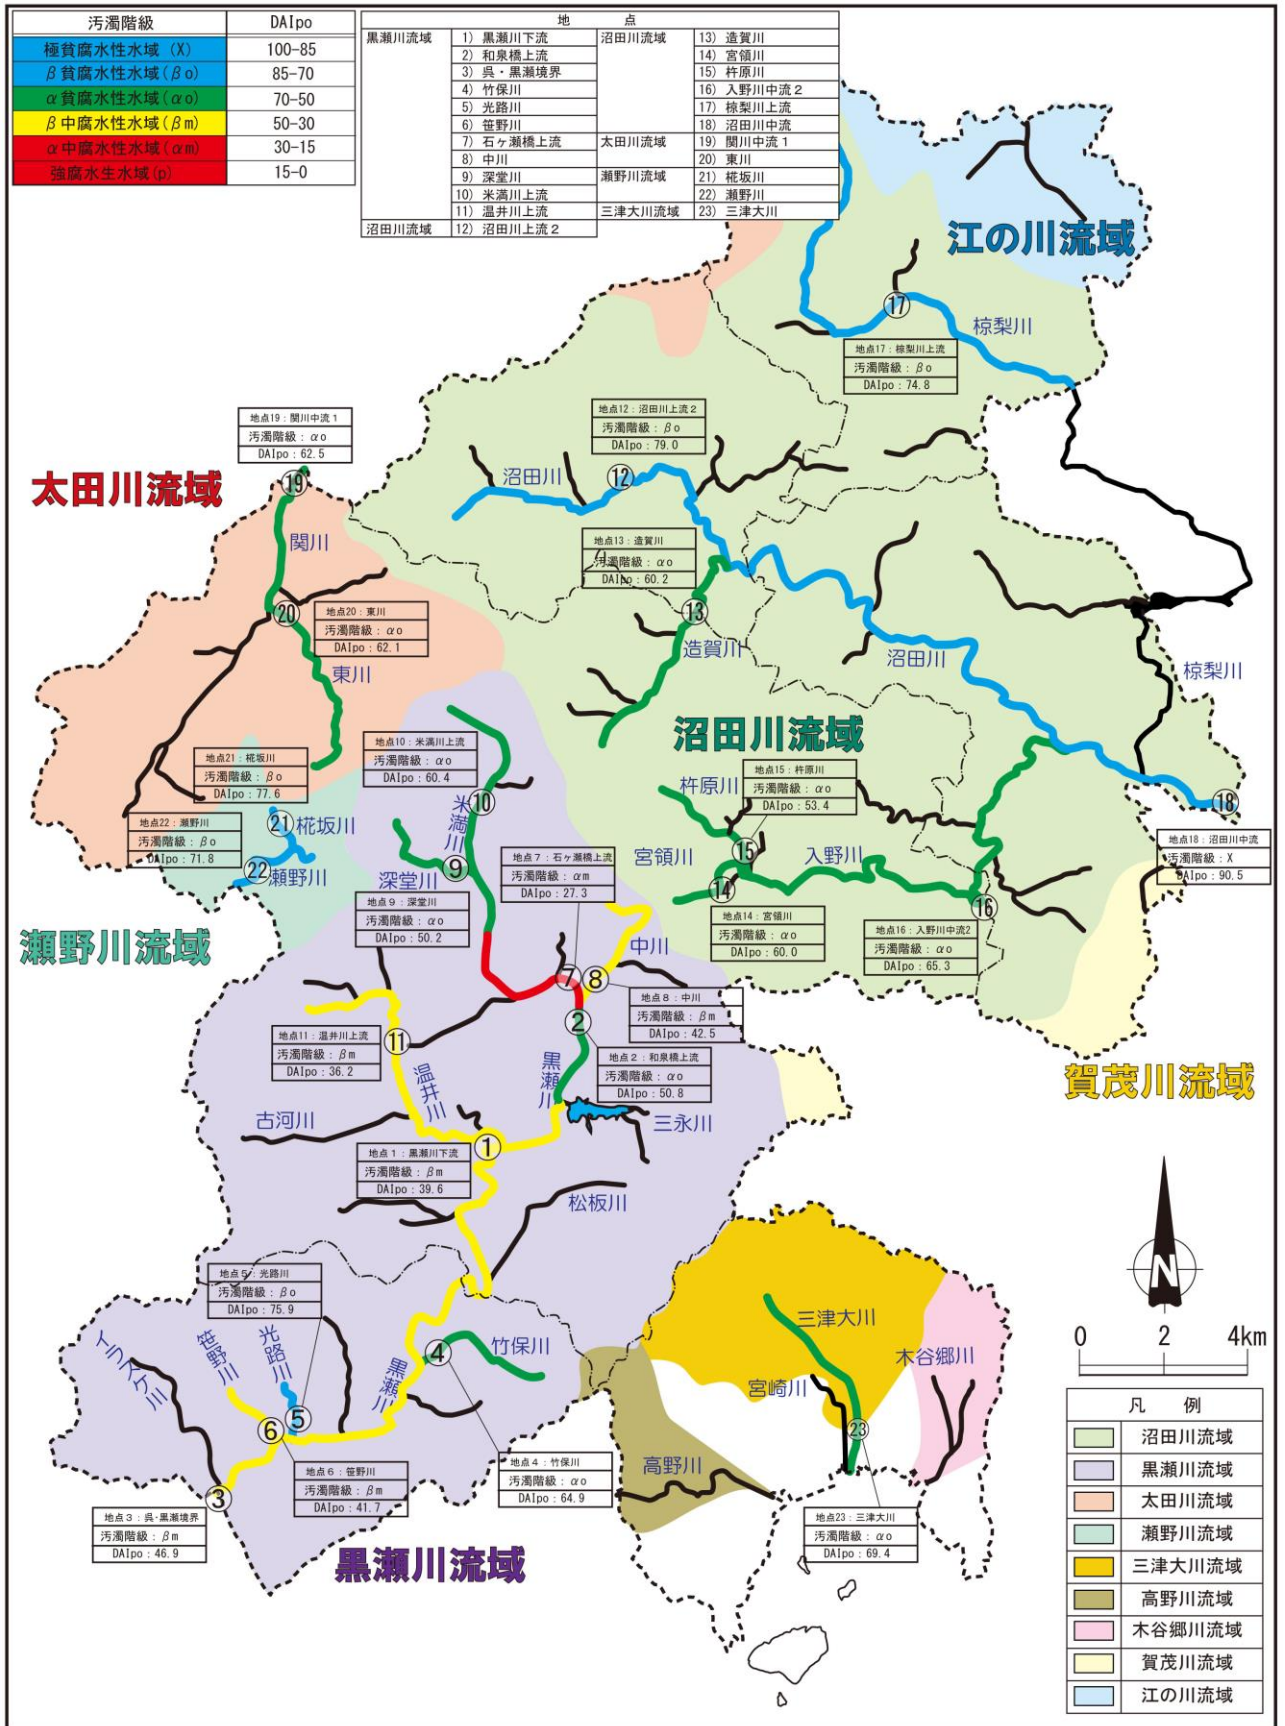 汚濁階級 DAIpo
極貧腐水性水域 (X) 100-85
β貧腐水性水域(βo) 85-70
α貧腐水性水域(αo) 70-50
β中腐水性水域(βm) 50-30
α中腐水性水域(αm) 30-15
強腐水生水域(p) 15-0
地 点
黒瀬川流域 1) 黒瀬川下流 沼田川流域 13) 造賀川
2) 和泉橋上流 14) 宮領川
3) 呉・黒瀬境界 15) 杵原川
4) 竹保川 16) 入野川中流2
5) 光路川 17) 椋梨川上流
6) 笹野川 18) 沼田川中流
7) 石ヶ瀬橋上流 太田川流域 19) 関川中流1
8) 中川 20) 東川
9) 深堂川 瀬野川流域 21) 椛坂川
10) 米満川上流 22) 瀬野川
11) 温井川上流 三津大川流域 23) 三津大川
沼田川流域 12) 沼田川上流2
江の川流域
17
椋梨川
地点17:椋梨川上流
汚濁階級:βo
DAIpo:74.8
地点19:関川中流1
汚濁階級:αo
DAIpo:62.5
地点12:沼田川上流2
汚濁階級:βo
DAIpo:79.0
太田川流域
19
沼田川
12
関川
地点13:造賀川
汚濁階級:αo
DAIpo:60.2
20
地点20:東川
汚濁階級:αo
DAIpo:62.1
13
造賀川
沼田川
椋梨川
東川
沼田川流域
地点10:米満川上流
汚濁階級:αo
DAIpo:60.4
地点21:椛坂川
汚濁階級:βo
DAIpo:77.6
地点15:杵原川
汚濁階級:αo
DAIpo:53.4
杵原川
10
米満川
18
地点22:瀬野川
汚濁階級:βo
DAIpo:71.8
21
椛坂川
22
瀬野川
深堂川
9
地点7:石ヶ瀬橋上流
汚濁階級:αm
DAIpo:27.3
宮領川
15
入野川
14
16
地点18:沼田川中流
汚濁階級:X
DAIpo:90.5
地点9:深堂川
汚濁階級:αo
DAIpo:50.2
地点14:宮領川
汚濁階級:αo
DAIpo:60.0
地点16:入野川中流2
汚濁階級:αo
DAIpo:65.3
瀬野川流域
中川
7
8
地点8:中川
汚濁階級:βm
DAIpo:42.5
地点11:温井川上流
汚濁階級:βm
DAIpo:36.2
11
2
地点2:和泉橋上流
汚濁階級:αo
DAIpo:50.8
温井川
黒瀬川
賀茂川流域
古河川
三永川
地点1:黒瀬川下流
汚濁階級:βm
DAIpo:39.6
1
松板川
地点5:光路川
汚濁階級:βo
DAIpo:75.9
N
イラスケ川
笹野川
光路川
黒瀬川
4
竹保川
三津大川
宮崎川
木谷郷川
0 2 4km
5
6
23
地点6:笹野川
汚濁階級:βm
DAIpo:41.7
地点4:竹保川
汚濁階級:αo
DAIpo:64.9
高野川
3
地点3:呉・黒瀬境界
汚濁階級:βm
DAIpo:46.9
地点23:三津大川
汚濁階級:αo
DAIpo:69.4
黒瀬川流域
凡 例
沼田川流域
黒瀬川流域
太田川流域
瀬野川流域
三津大川流域
高野川流域
木谷郷川流域
賀茂川流域
江の川流域